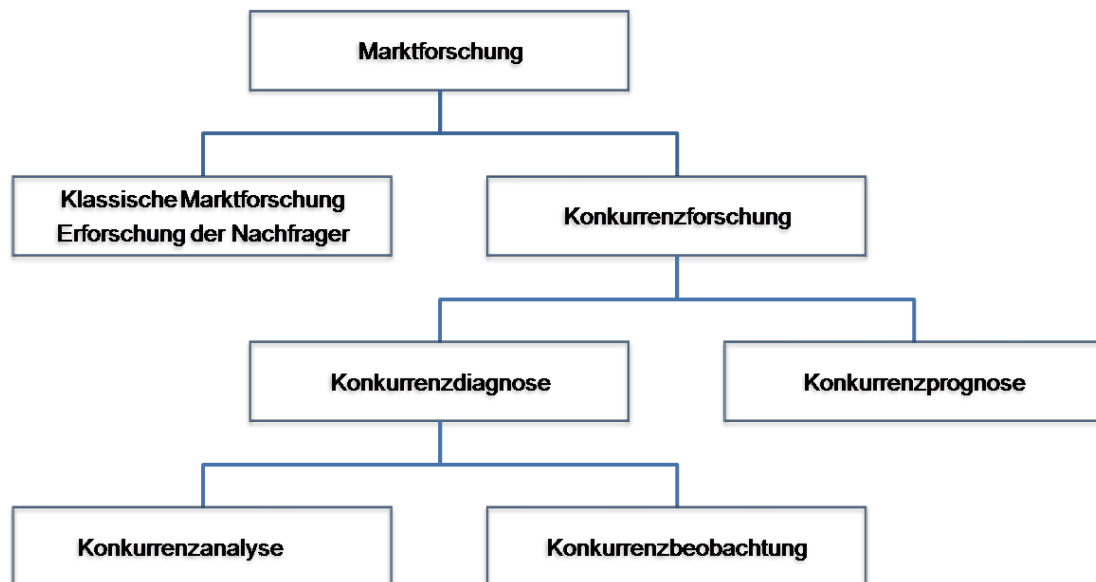 Marktforschung
Klassische Marktforschung
Erforschung der Nachfrager
Konkurrenzforschung
Konkurrenzdiagnose
Konkurrenzprognose
Konkurrenzanalyse
Konkurrenzbeobachtung